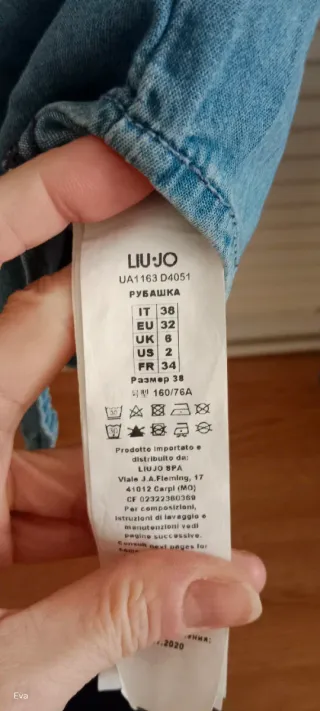 LIU·JO
UA1163 D4051
РУБАШКА
IT 38
EU 32
UK 6
US 2
FR 34
Размер 38
160/76A
Prodotto importato e
distribuito da:
LIUJO SPA
Viale J.A.Fleming, 17
41012 Carpi (MO)
CF 02322380369
Per composizioni,
istruzioni di lavaggio e
manutenzioni vedi
pagine successive.
Consult next pages for
2020
Eva